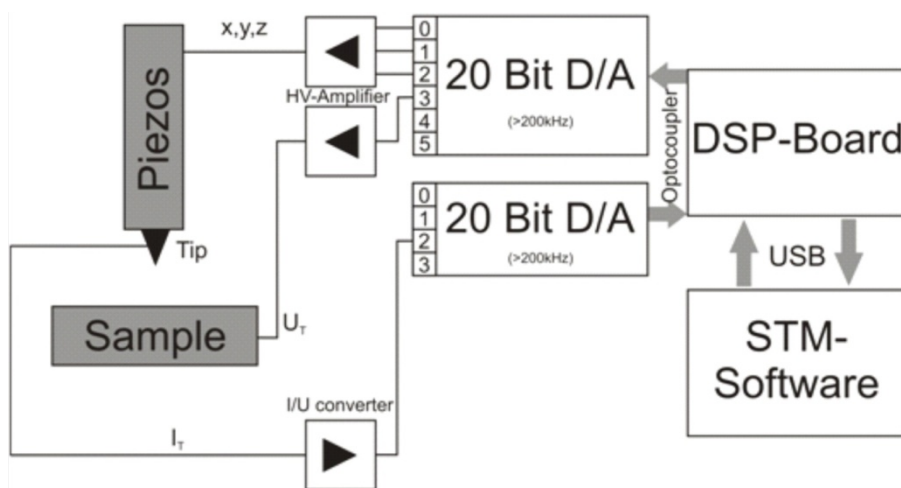 x,y,z
Piezos
Tip
Sample
HV-Amplifier
0
1
2
3
4
5
20 Bit D/A
(>200kHz)
Optocoupler
DSP-Board
0
1
2
3
20 Bit D/A
(>200kHz)
USB
STM-
Software
U_T
I/U converter
I_T